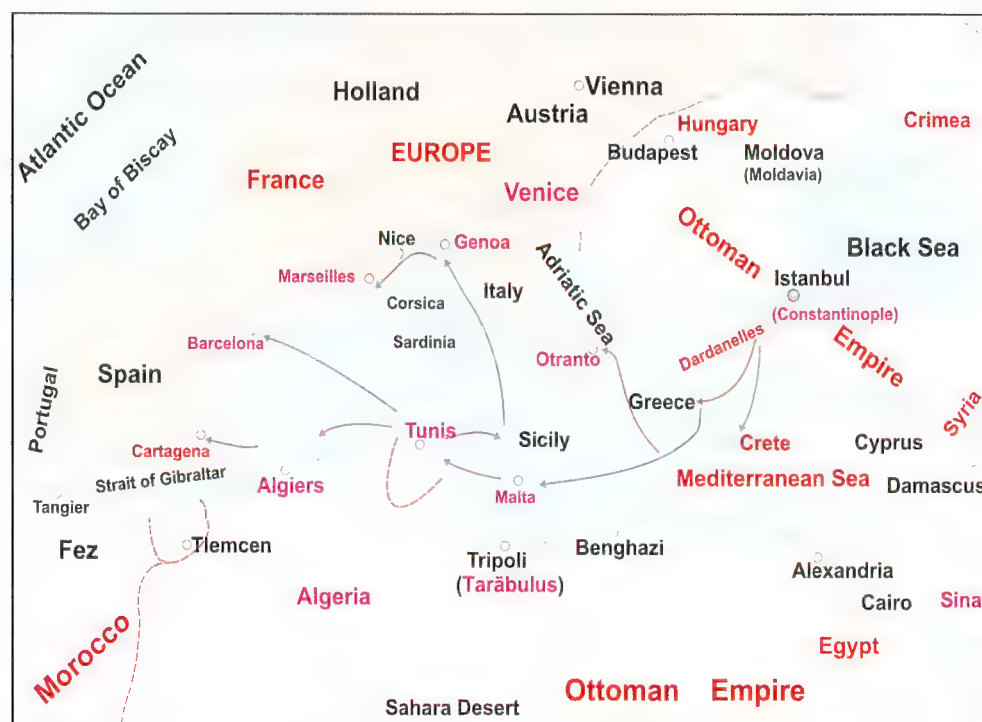 Atlantic Ocean
Bay of Biscay
Holland
Vienna
Austria
EUROPE
France
Hungary
Budapest
Moldova
(Moldavia)
Crimea
Venice
Ottoman
Empire
Black Sea
Istanbul
(Constantinople)
Nice
Genoa
Marseilles
Corsica
Italy
Adriatic Sea
Sardinia
Barcelona
Otranto
Dardanelles
Spain
Portugal
Greece
Syria
Tunis
Sicily
Crete
Cyprus
Cartagena
Strait of Gibraltar
Algiers
Malta
Mediterranean Sea
Damascus
Tangier
Fez
Tlemcen
Tripoli
(Taräbulus)
Benghazi
Alexandria
Cairo
Sina
Algeria
Morocco
Egypt
Ottoman Empire
Sahara Desert